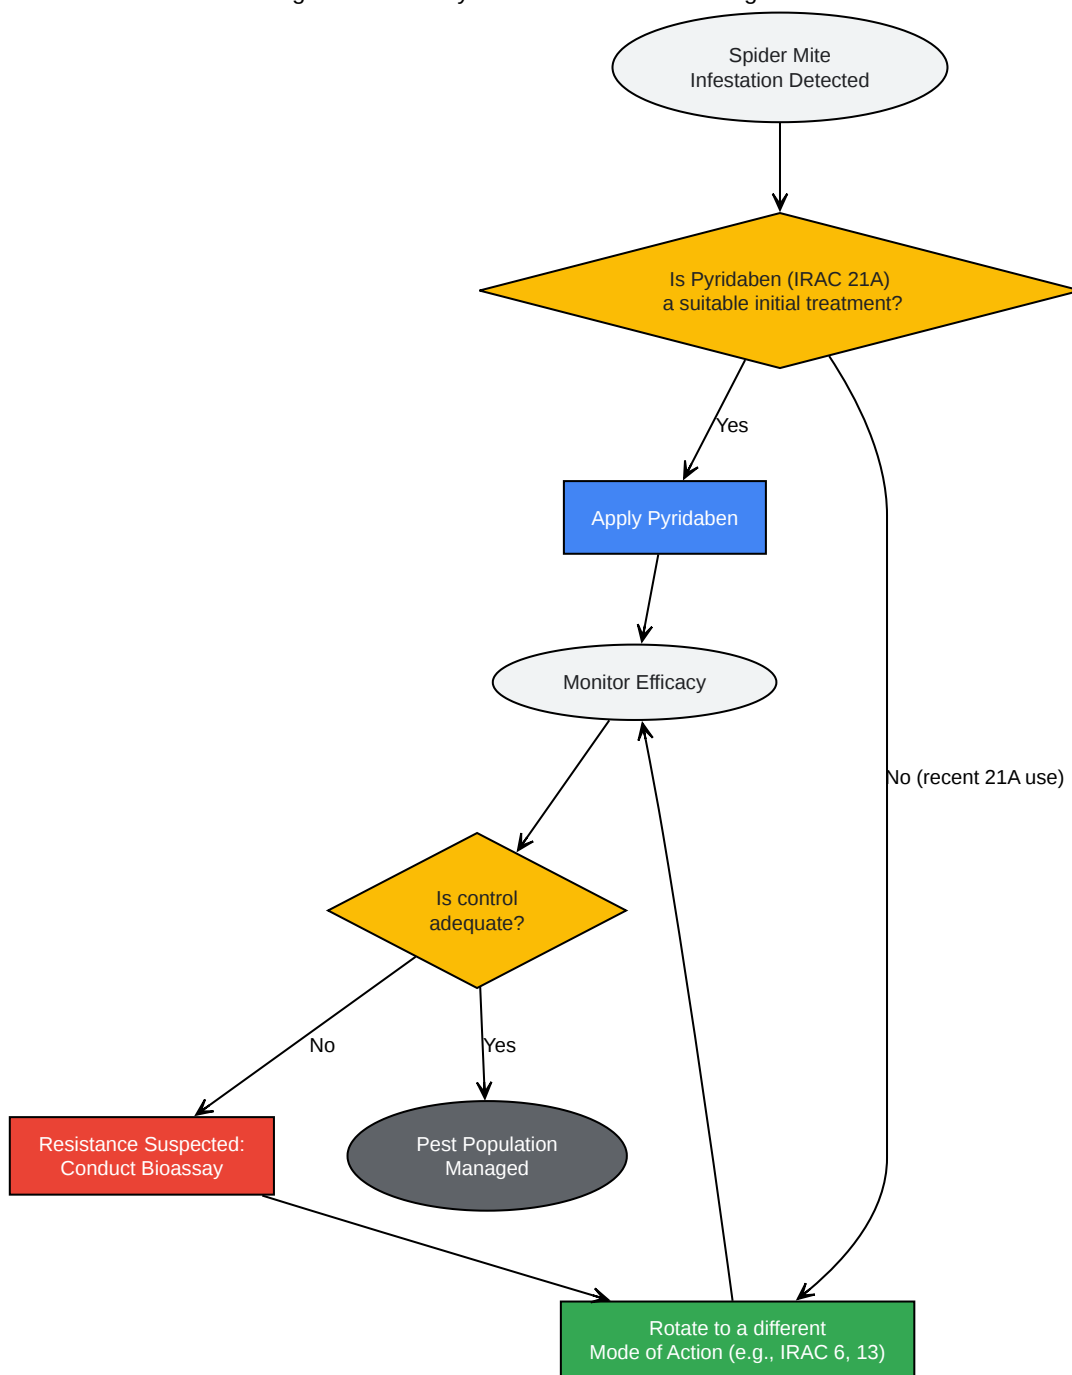 Spider Mite
Infestation Detected
Is Pyridaben (IRAC 21A)
a suitable initial treatment?
Yes
Apply Pyridaben
Monitor Efficacy
No (recent 21A use)
Is control
adequate?
No
Yes
Resistance Suspected:
Conduct Bioassay
Pest Population
Managed
Rotate to a different
Mode of Action (e.g., IRAC 6, 13)